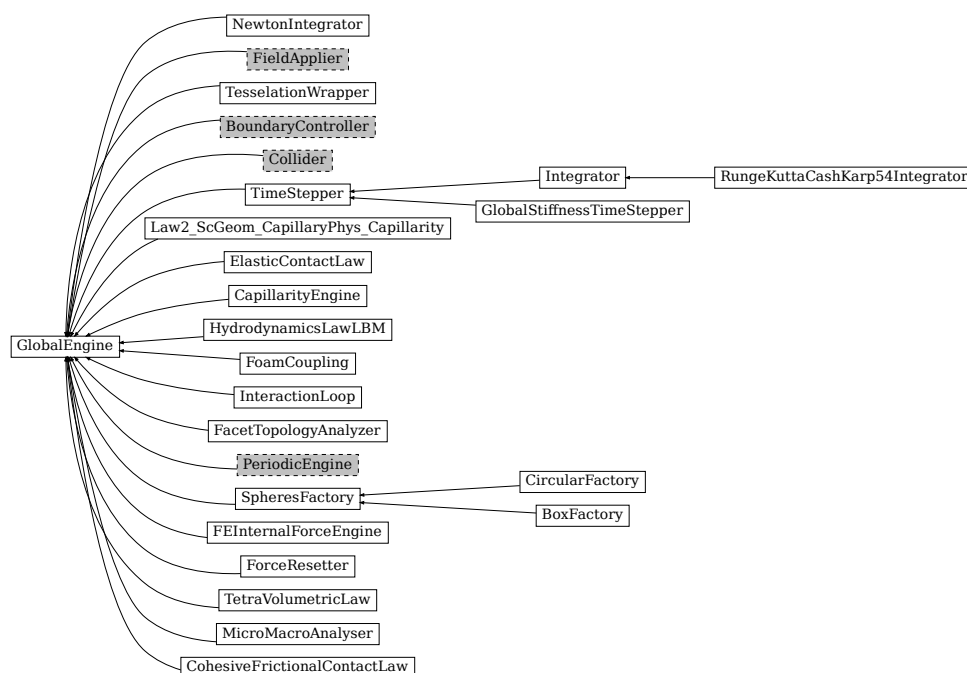 NewtonIntegrator
FieldApplier
TesselationWrapper
BoundaryController
Collider
TimeStepper
Integrator
RungeKuttaCashKarp54Integrator
GlobalStiffnessTimeStepper
Law2_ScGeom_CapillaryPhys_Capillarity
ElasticContactLaw
CapillarityEngine
HydrodynamicsLawLBM
GlobalEngine
FoamCoupling
InteractionLoop
FacetTopologyAnalyzer
PeriodicEngine
SpheresFactory
CircularFactory
BoxFactory
FEInternalForceEngine
ForceResetter
TetraVolumetricLaw
MicroMacroAnalyser
CohesiveFrictionalContactLaw